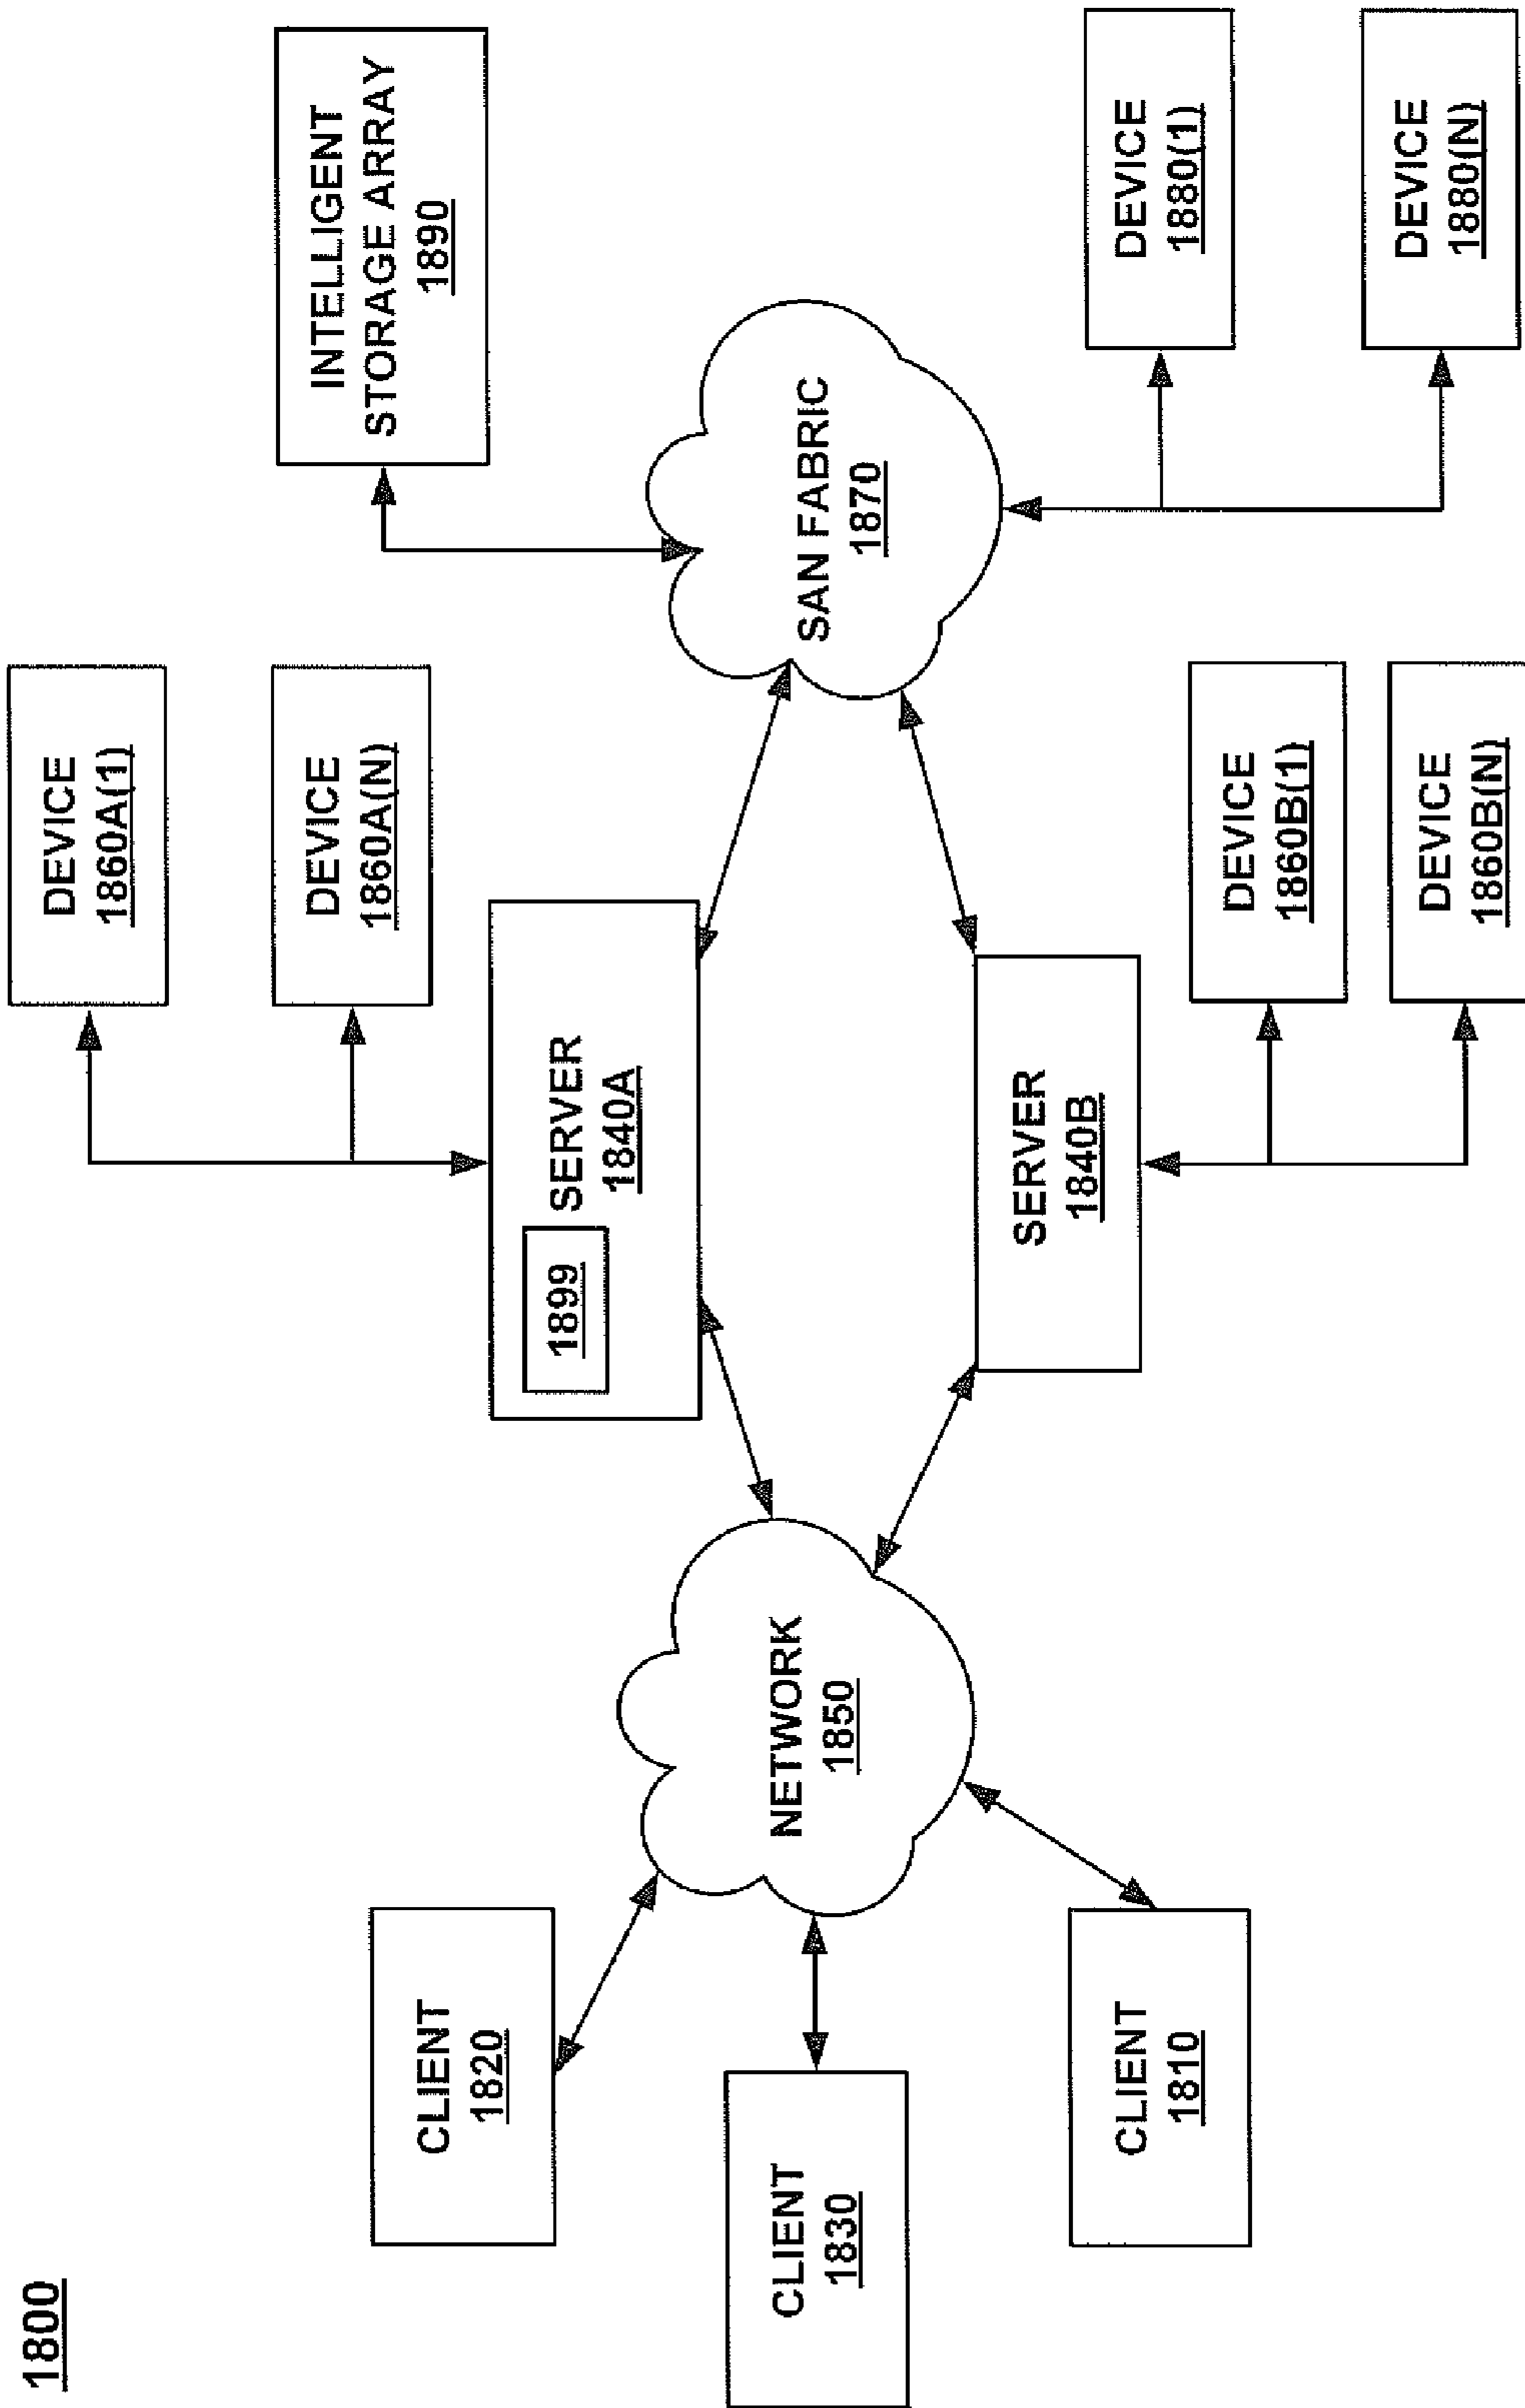 1800
CLIENT
1820
CLIENT
1830
CLIENT
1810
NETWORK
1850
1899
SERVER
1840A
SERVER
1840B
DEVICE
1860A(1)
DEVICE
1860A(N)
DEVICE
1860B(1)
DEVICE
1860B(N)
SAN FABRIC
1870
INTELLIGENT
STORAGE ARRAY
1890
DEVICE
1880(1)
DEVICE
1880(N)